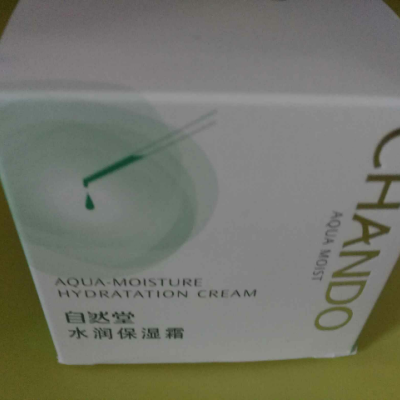 AQUA-MOISTURE
HYDRATATION CREAM
自然堂
水润保湿霜
CHANDO
AQUA MOIST